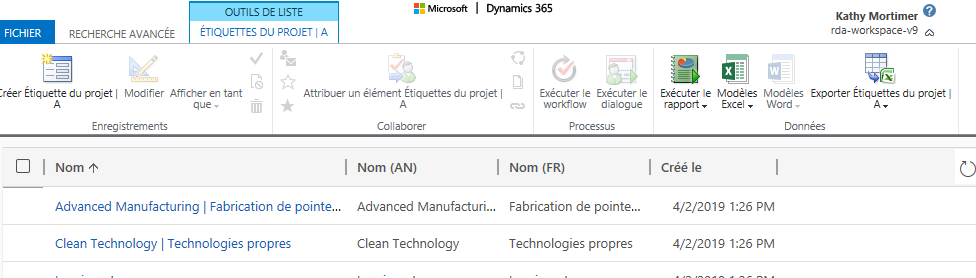 Microsoft | Dynamics 365
OUTILS DE LISTE
Kathy Mortimer
FICHIER
RECHERCHE AVANCÉE
ÉTIQUETTES DU PROJET | A
rda-workspace-v9
Créer Étiquette du projet |
A
Modifier
Afficher en tant
que
Enregistrements
Attribuer un élément Étiquettes du projet |
A
Collaborer
Exécuter le
workflow
Exécuter le
dialogue
Processus
Exécuter le
rapport
Modèles
Excel
Modèles
Word
Exporter Étiquettes du projet |
A
Données
Nom
Nom (AN)
Nom (FR)
Créé le
Advanced Manufacturing | Fabrication de pointe... Advanced Manufacturi... Fabrication de pointe... 4/2/2019 1:26 PM
Clean Technology | Technologies propres Clean Technology Technologies propres 4/2/2019 1:26 PM